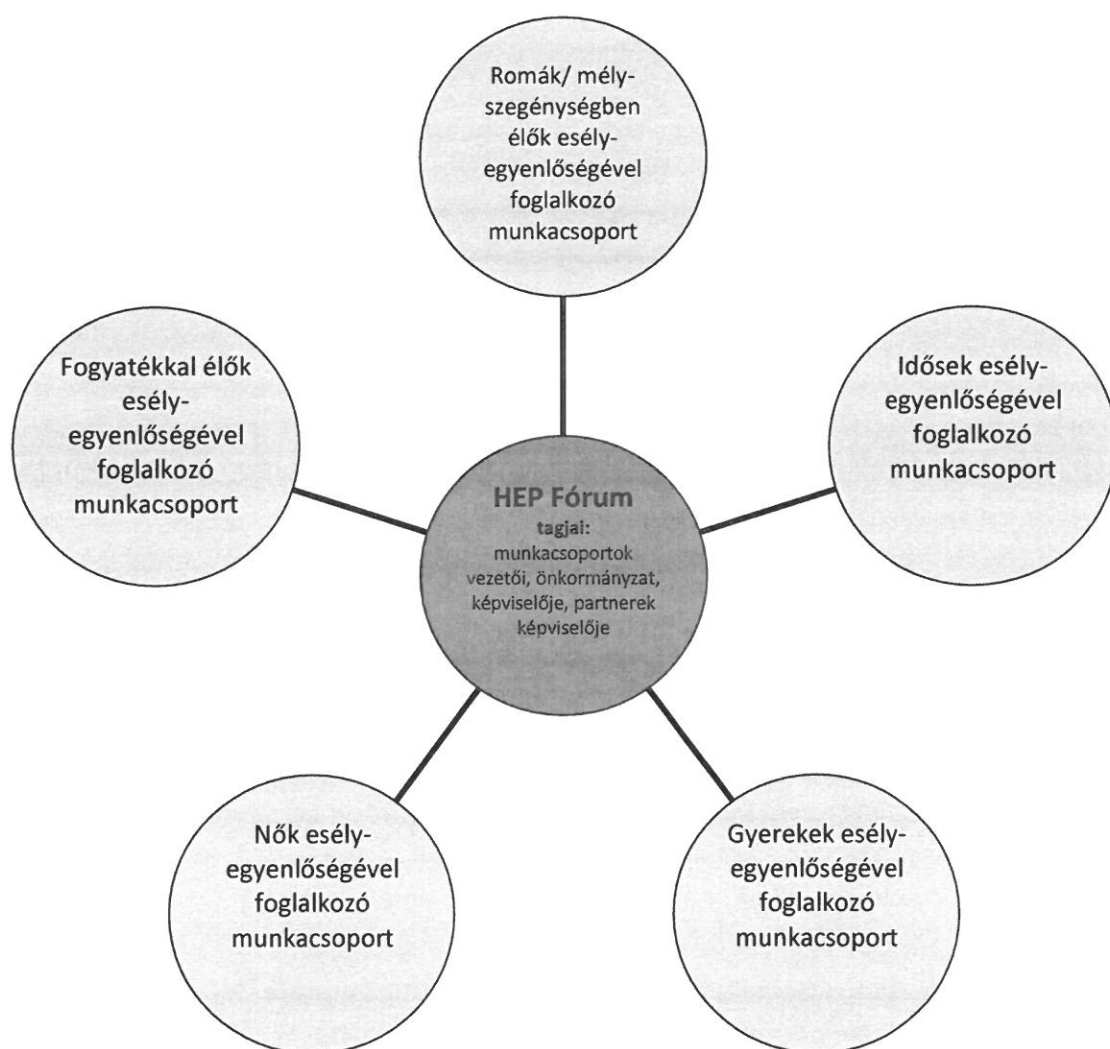 Romák/ mély-
szegénységben
élők esély-
egyenlőségével
foglalkozó
munkacsoport
Fogyatékkal élők
esély-
egyenlőségével
foglalkozó
munkacsoport
Idősek esély-
egyenlőségével
foglalkozó
munkacsoport
HEP Fórum
tagjai:
munkacsoportok
vezetői, önkormányzat,
képviselője, partnerek
képviselője
Nők esély-
egyenlőségével
foglalkozó
munkacsoport
Gyerekek esély-
egyenlőségével
foglalkozó
munkacsoport